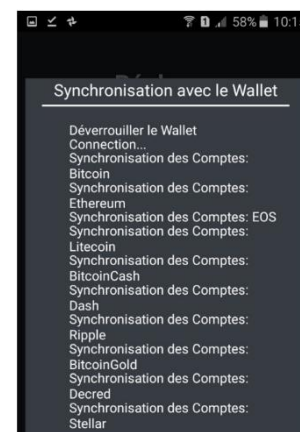 58% 10:1
Synchronisation avec le Wallet
Déverrouiller le Wallet
Connection...
Synchronisation des Comptes:
Bitcoin
Synchronisation des Comptes:
Ethereum
Synchronisation des Comptes: EOS
Synchronisation des Comptes:
Litecoin
Synchronisation des Comptes:
BitcoinCash
Synchronisation des Comptes:
Dash
Synchronisation des Comptes:
Ripple
Synchronisation des Comptes:
BitcoinGold
Synchronisation des Comptes:
Decred
Synchronisation des Comptes:
Stellar